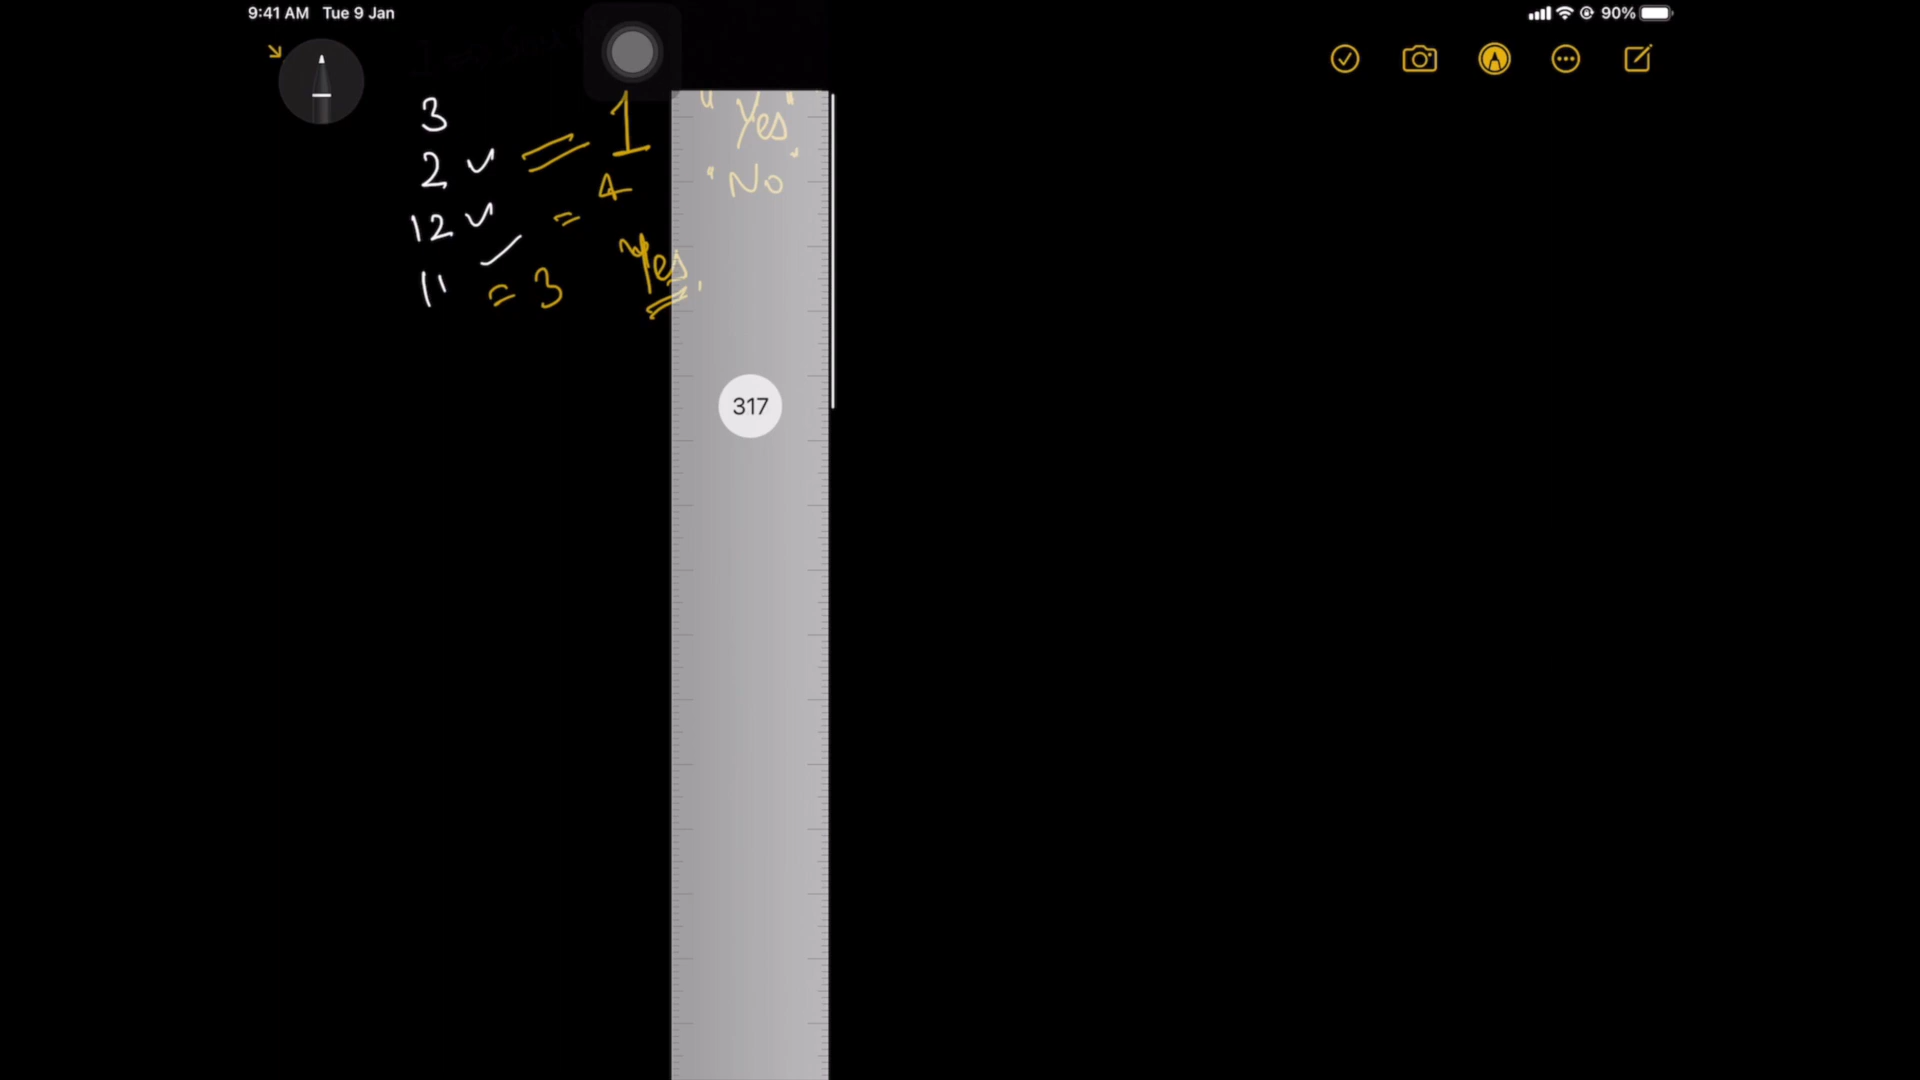 9:41 AM Tue 9 Jan 90%
3
2 ✓ = 1 "Yes",
12 ✓ = 4 "No
11 = 3 "Yes,
317